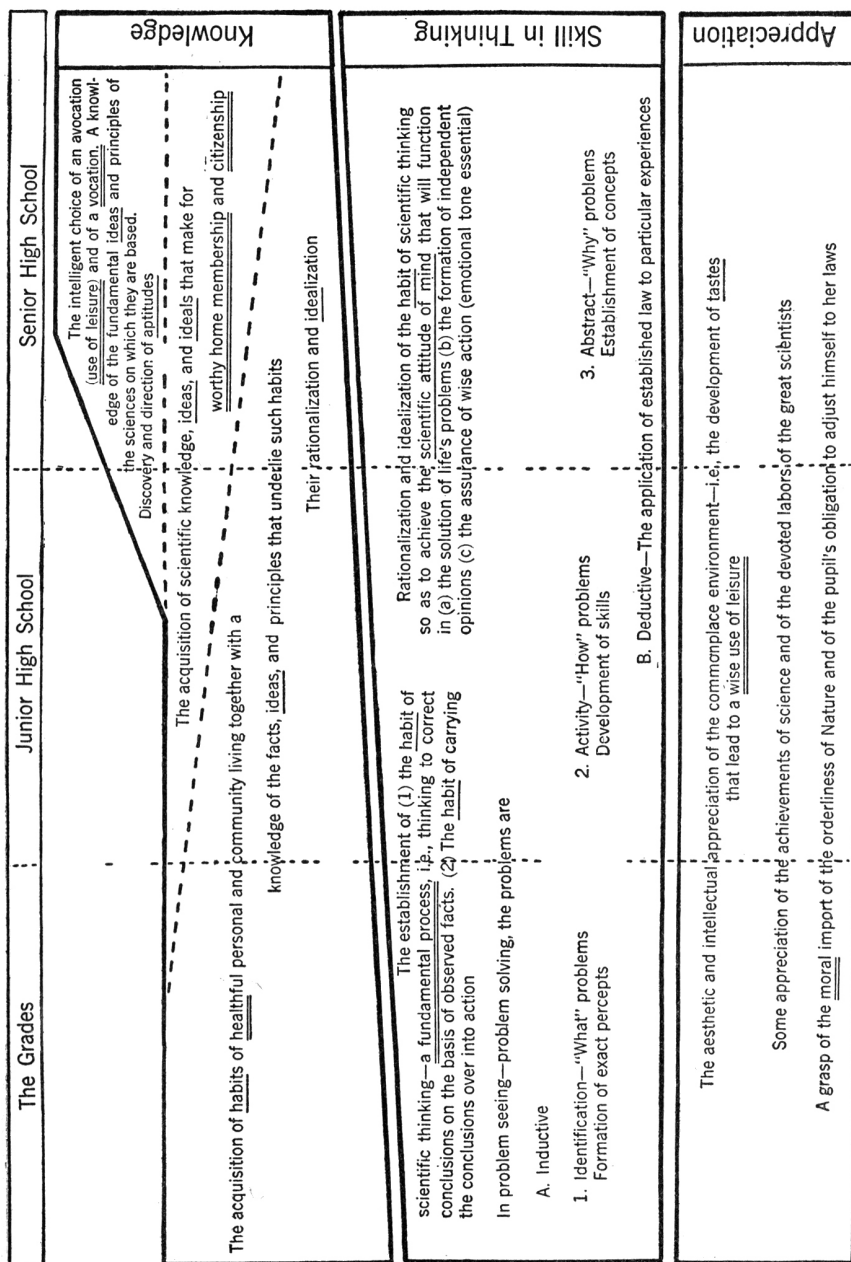 The Grades
Junior High School
Senior High School
Knowledge
The intelligent choice of an avocation
(use of leisure) and of a vocation. A knowl-
edge of the fundamental ideas and principles of
the sciences on which they are based.
Discovery and direction of aptitudes
The acquisition of scientific knowledge, ideas, and ideals that make for
worthy home membership and citizenship
The acquisition of habits of healthful personal and community living together with a
knowledge of the facts, ideas, and principles that underlie such habits
Their rationalization and idealization
Skill in Thinking
The establishment of (1) the habit of
scientific thinking—a fundamental process, i.e., thinking to correct
conclusions on the basis of observed facts. (2) The habit of carrying
the conclusions over into action
Rationalization and idealization of the habit of scientific thinking
so as to achieve the scientific attitude of mind that will function
in (a) the solution of life's problems (b) the formation of independent
opinions (c) the assurance of wise action (emotional tone essential)
In problem seeing—problem solving, the problems are
A. Inductive
1. Identification—"What" problems
Formation of exact percepts
2. Activity—"How" problems
Development of skills
3. Abstract—"Why" problems
Establishment of concepts
B. Deductive—The application of established law to particular experiences
Appreciation
The aesthetic and intellectual appreciation of the commonplace environment—i.e., the development of tastes
that lead to a wise use of leisure
Some appreciation of the achievements of science and of the devoted labors of the great scientists
A grasp of the moral import of the orderliness of Nature and of the pupil's obligation to adjust himself to her laws